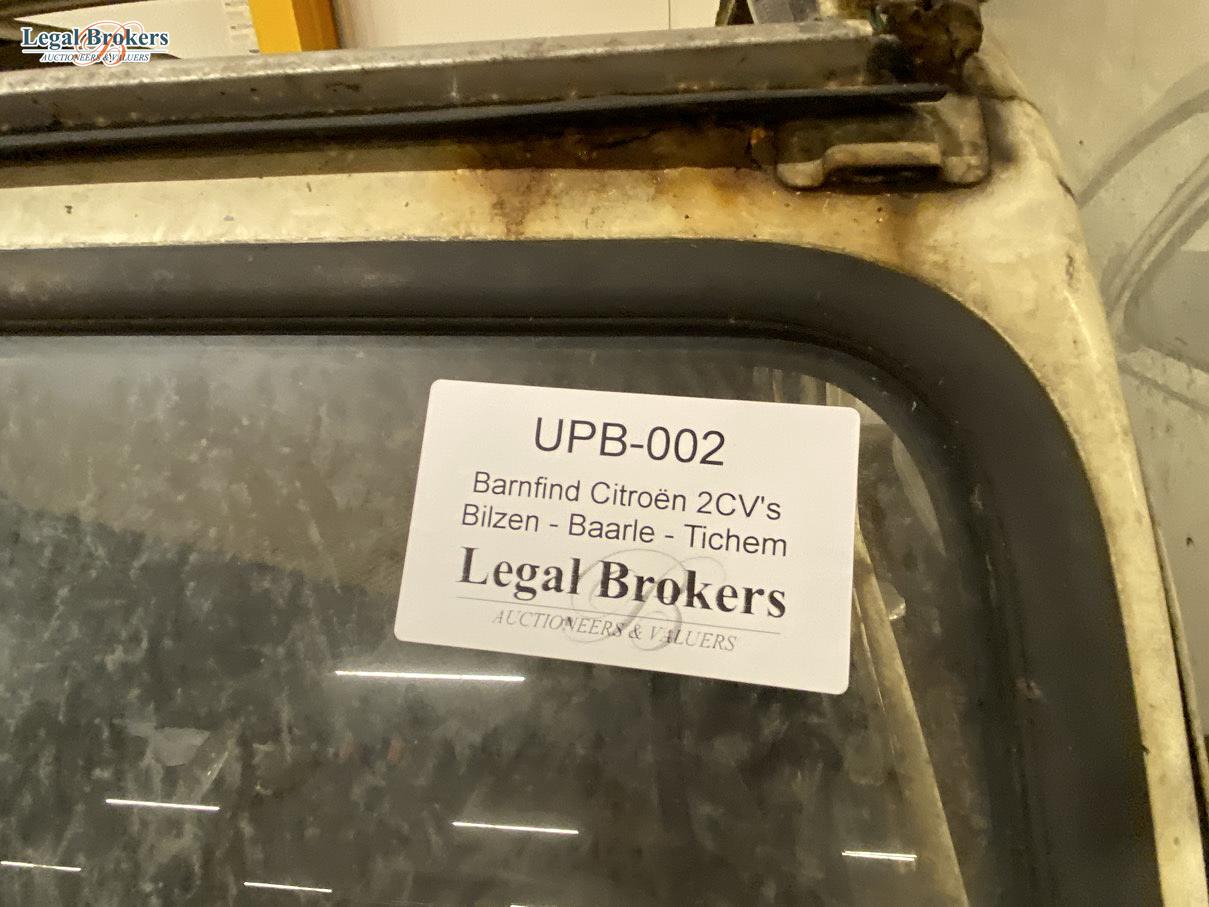 Legal Brokers
AUCTIONEERS & VALUERS
UPB-002
Barnfind Citroën 2CV's
Bilzen - Baarle - Tichem
Legal Brokers
AUCTIONEERS & VALUERS